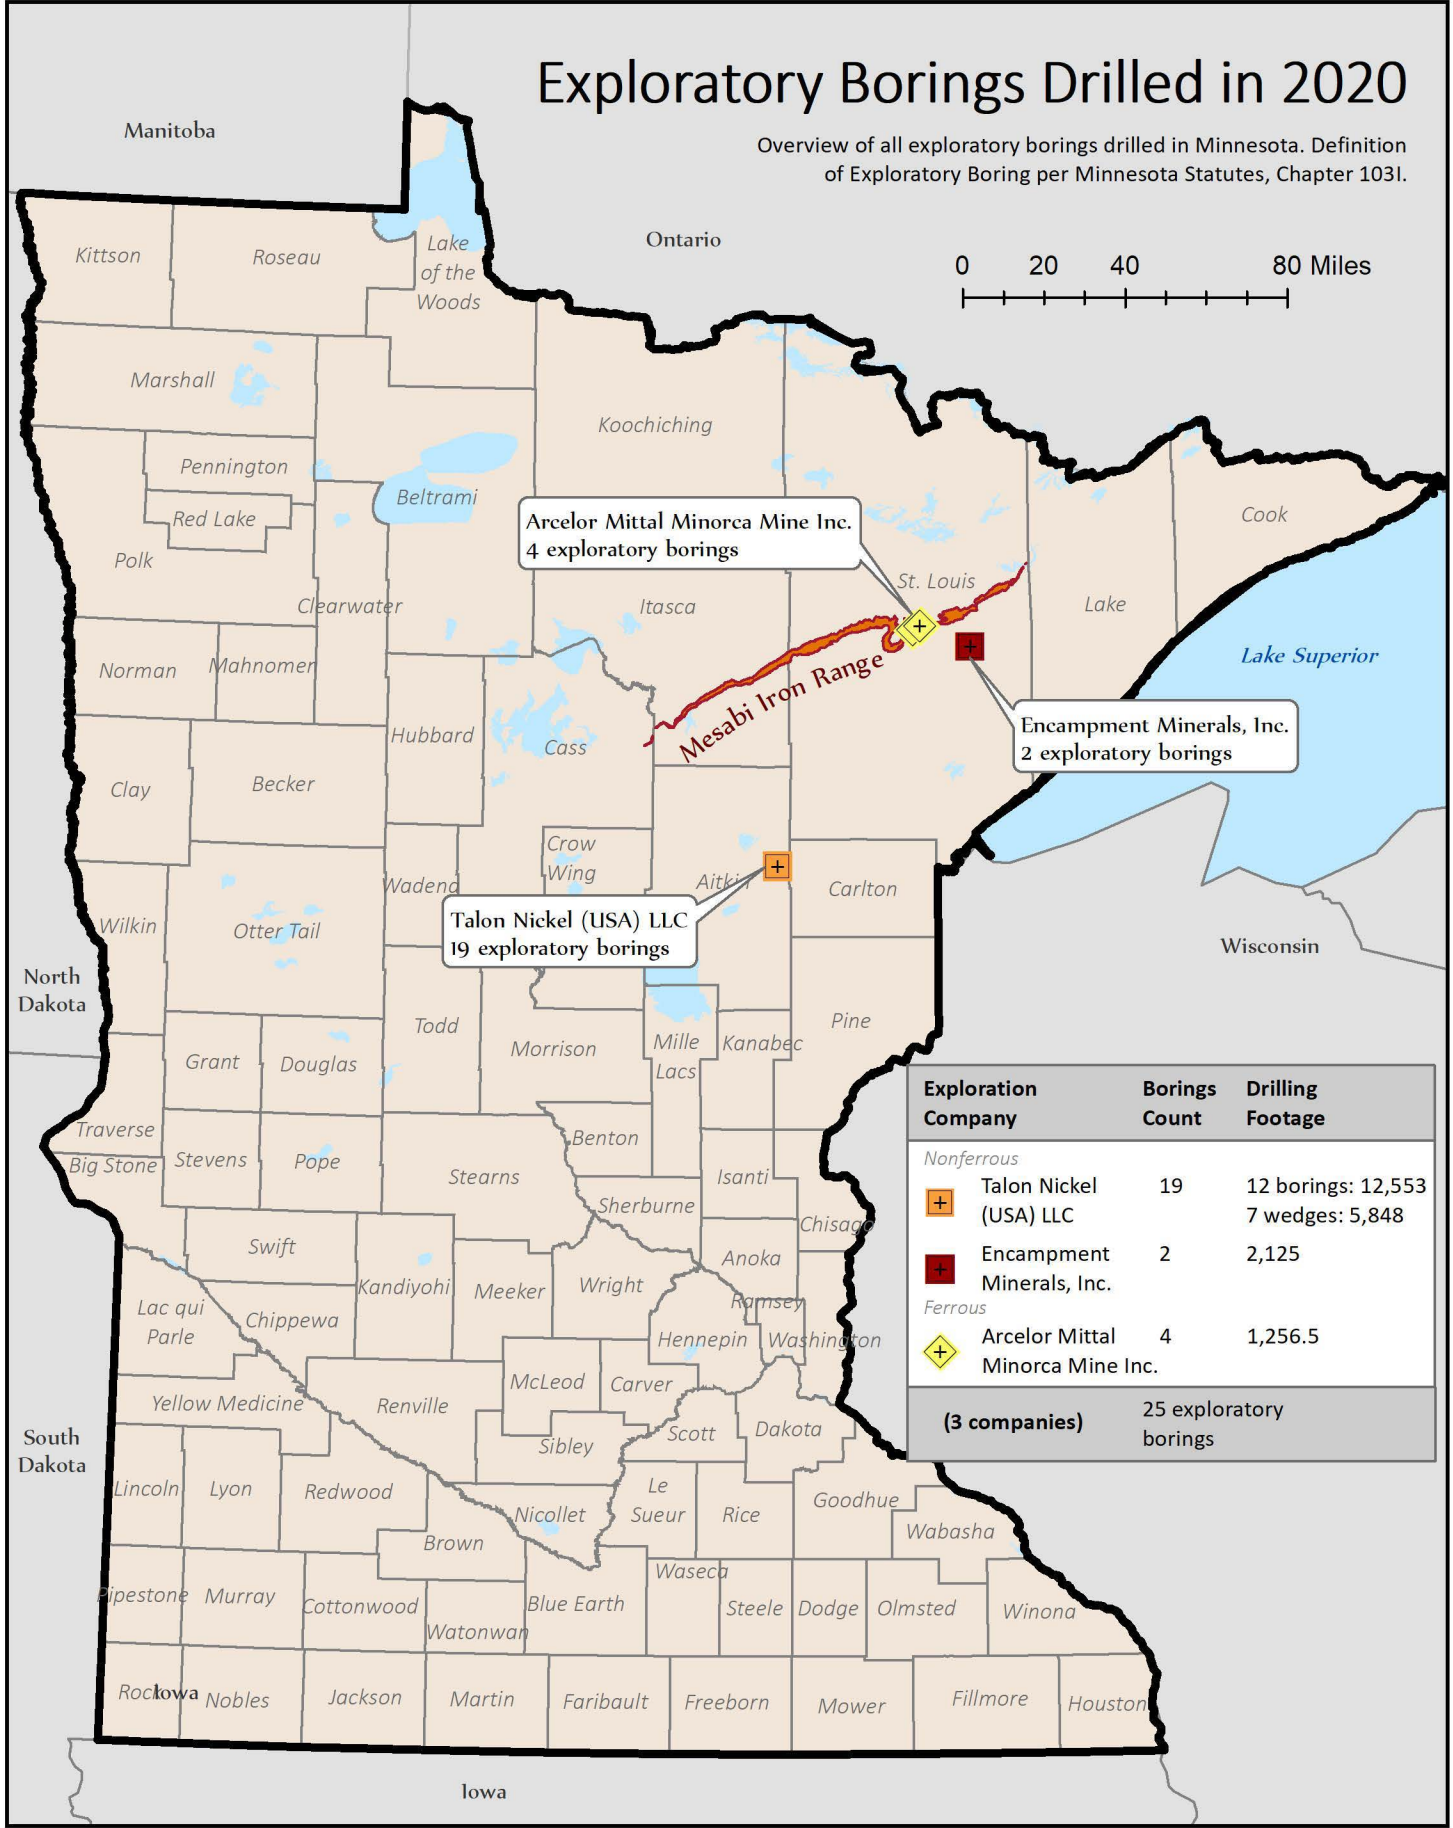 Exploratory Borings Drilled in 2020
Overview of all exploratory borings drilled in Minnesota. Definition
of Exploratory Boring per Minnesota Statutes, Chapter 103I.
Manitoba
Ontario
0 20 40 80 Miles
Kittson
Roseau
Lake
of the
Woods
Marshall
Koochiching
Pennington
Beltrami
Red Lake
Polk
Cook
Arcelor Mittal Minorca Mine Inc.
4 exploratory borings
St. Louis
Clearwater
Itasca
Lake
Lake Superior
Norman
Mahnomen
Mesabi Iron Range
Encampment Minerals, Inc.
2 exploratory borings
Hubbard
Cass
Clay
Becker
Crow
Wing
Wadena
Aitkin
Carlton
Talon Nickel (USA) LLC
19 exploratory borings
Wilkin
Otter Tail
Wisconsin
North
Dakota
Todd
Pine
Grant
Douglas
Morrison
Mille
Lacs
Kanabec
Traverse
Big Stone
Stevens
Pope
Stearns
Benton
Isanti
Sherburne
Chisago
Swift
Anoka
Kandiyohi
Meeker
Wright
Lac qui
Parle
Chippewa
Ramsey
Hennepin
Washington
Yellow Medicine
Renville
McLeod
Carver
Scott
Dakota
Sibley
South
Dakota
Lincoln
Lyon
Redwood
Nicollet
Le
Sueur
Rice
Goodhue
Wabasha
Brown
Waseca
Pipestone
Murray
Cottonwood
Watonwan
Blue Earth
Steele
Dodge
Olmsted
Winona
Rock
Iowa
Nobles
Jackson
Martin
Faribault
Freeborn
Mower
Fillmore
Houston
Iowa
Exploration Borings Drilling
Company Count Footage
Nonferrous
Talon Nickel 19 12 borings: 12,553
(USA) LLC 7 wedges: 5,848
Encampment 2 2,125
Minerals, Inc.
Ferrous
Arcelor Mittal 4 1,256.5
Minorca Mine Inc.
(3 companies) 25 exploratory
borings